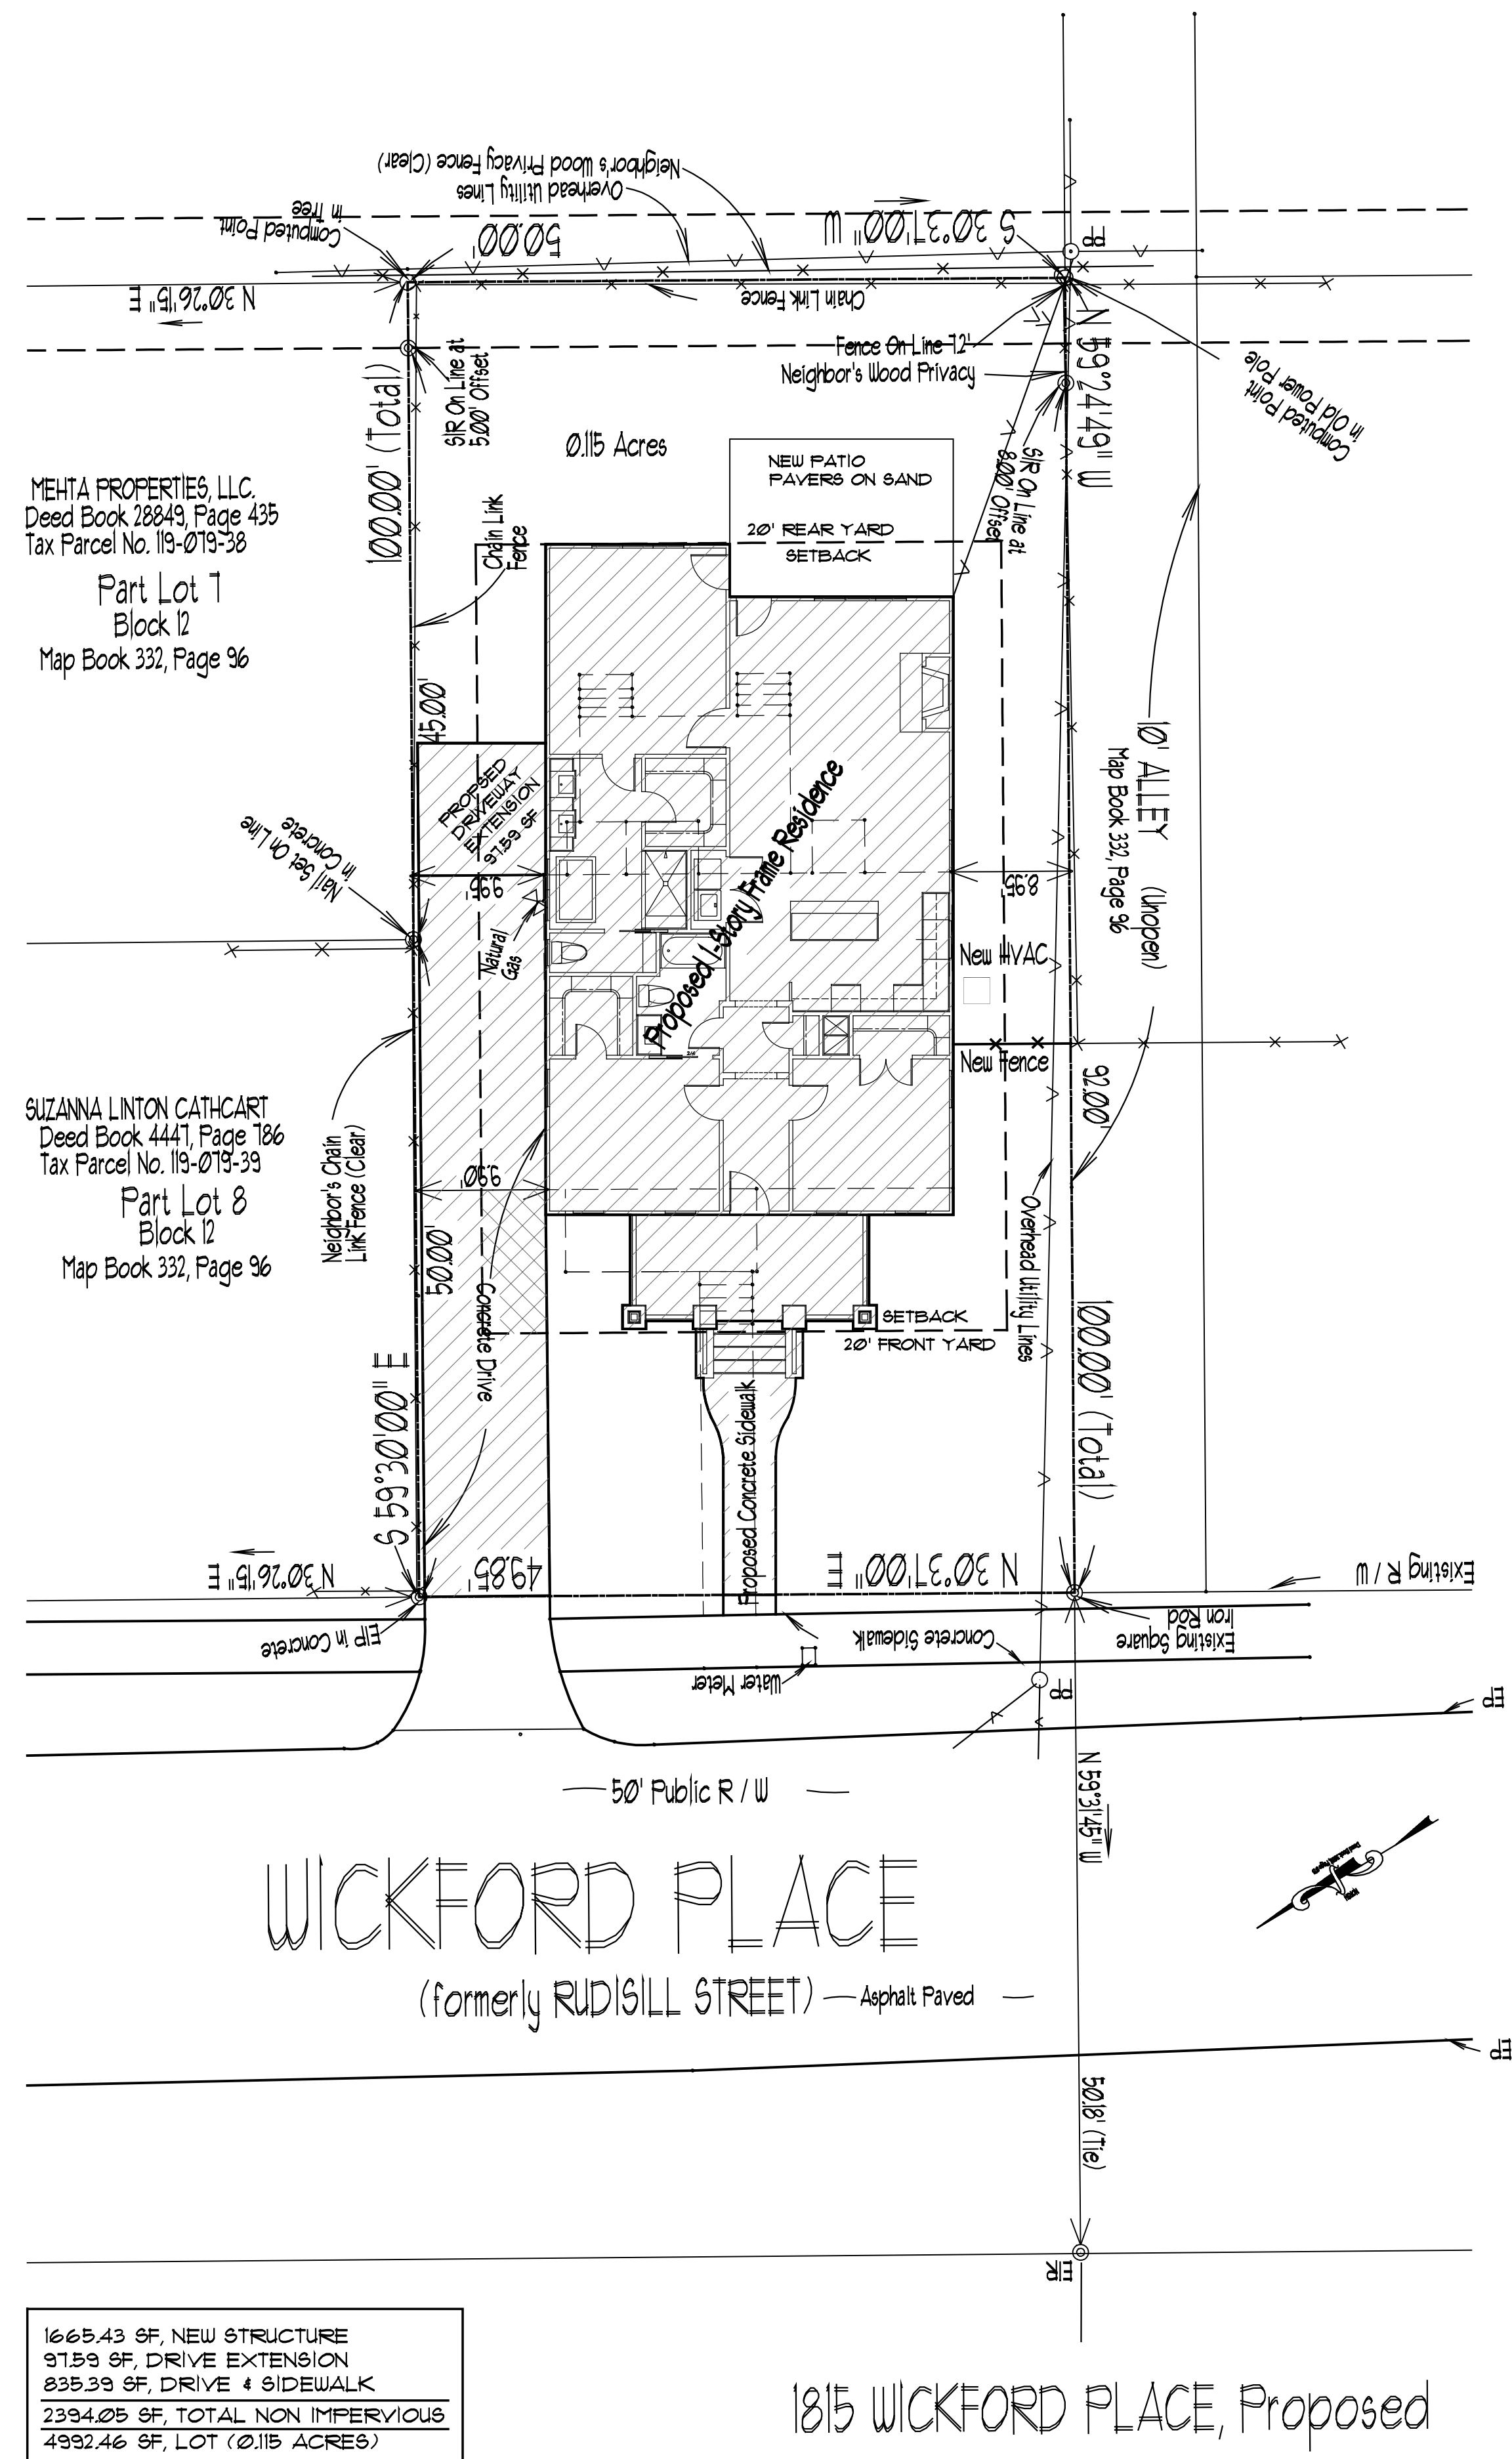 Neighbor's Wood Privacy Fence (Clear)
Overhead Utility Lines
Computed Point
in Tree
50.00'
S 30°37'00" W
PP
N 30°26'15" E
Chain Link Fence
Fence On Line 12'
Neighbor's Wood Privacy
N 59°24'49" W
Computed Point
in Old Power Pole
SIR On Line at
5.00' Offset
100.00' (Total)
0.115 Acres
NEW PATIO
PAVERS ON SAND
SIR On Line at
8.00' Offset
20' REAR YARD
SETBACK
Chain Link
Fence
MEHTA PROPERTIES, LLC.
Deed Book 28849, Page 435
Tax Parcel No. 119-079-38
Part Lot 7
Block 12
Map Book 332, Page 96
45.00'
PROPSED
DRIVEWAY
EXTENSION
97.59 SF
Proposed 1-Story Frame Residence
10' ALLEY (Unopen)
Map Book 332, Page 96
Nail Set On Line
in Concrete
9.95'
8.95
Natural
Gas
New HVAC
New Fence
92.00'
SUZANNA LINTON CATHCART
Deed Book 4447, Page 786
Tax Parcel No. 119-079-39
Part Lot 8
Block 12
Map Book 332, Page 96
Neighbor's Chain
Link Fence (Clear)
9.90'
50.00'
Concrete Drive
Overhead Utility Lines
SETBACK
20' FRONT YARD
100.00' (Total)
S 59°30'00" E
Proposed Concrete Sidewalk
N 30°26'15" E
49.85'
N 30°37'00" E
Existing R / W
EIP in Concrete
Concrete Sidewalk
Existing Square
Iron Rod
Water Meter
PP
EP
50' Public R / W
N 59°31'45" W
WICKFORD PLACE
(formerly RUDISILL STREET)
Asphalt Paved
EP
50.18' (Tie)
EIR
1665.43 SF, NEW STRUCTURE
97.59 SF, DRIVE EXTENSION
835.39 SF, DRIVE & SIDEWALK
2394.05 SF, TOTAL NON IMPERVIOUS
4992.46 SF, LOT (0.115 ACRES)
1815 WICKFORD PLACE, Proposed